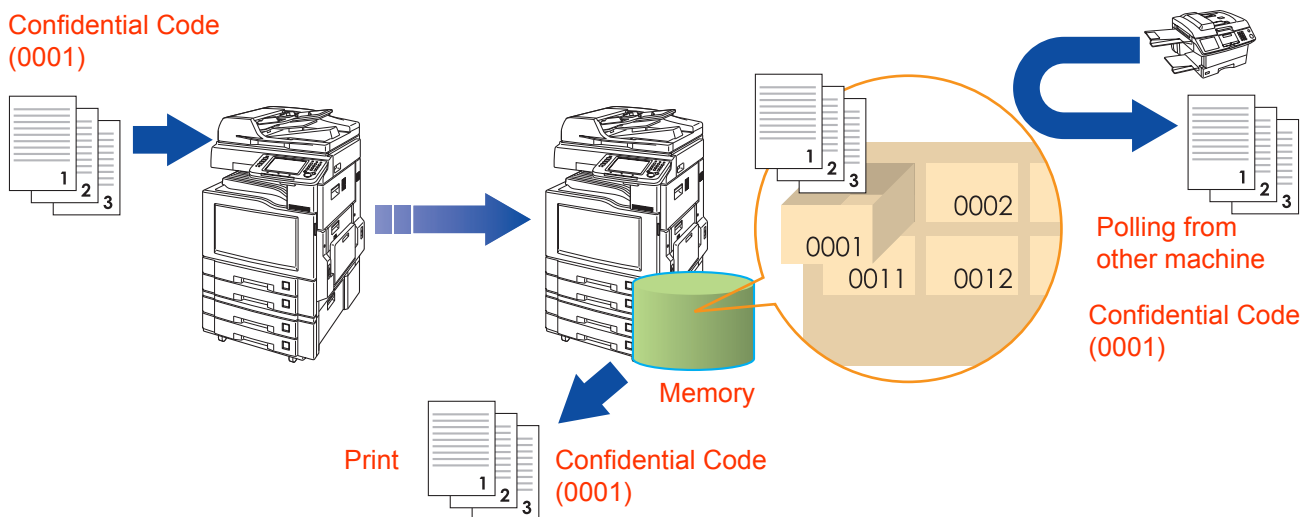 Confidential Code
(0001)
1
2
3
1
2
3
0001
0002
0011
0012
1
2
3
Polling from
other machine
Confidential Code
(0001)
Memory
Print
1
2
3
Confidential Code
(0001)